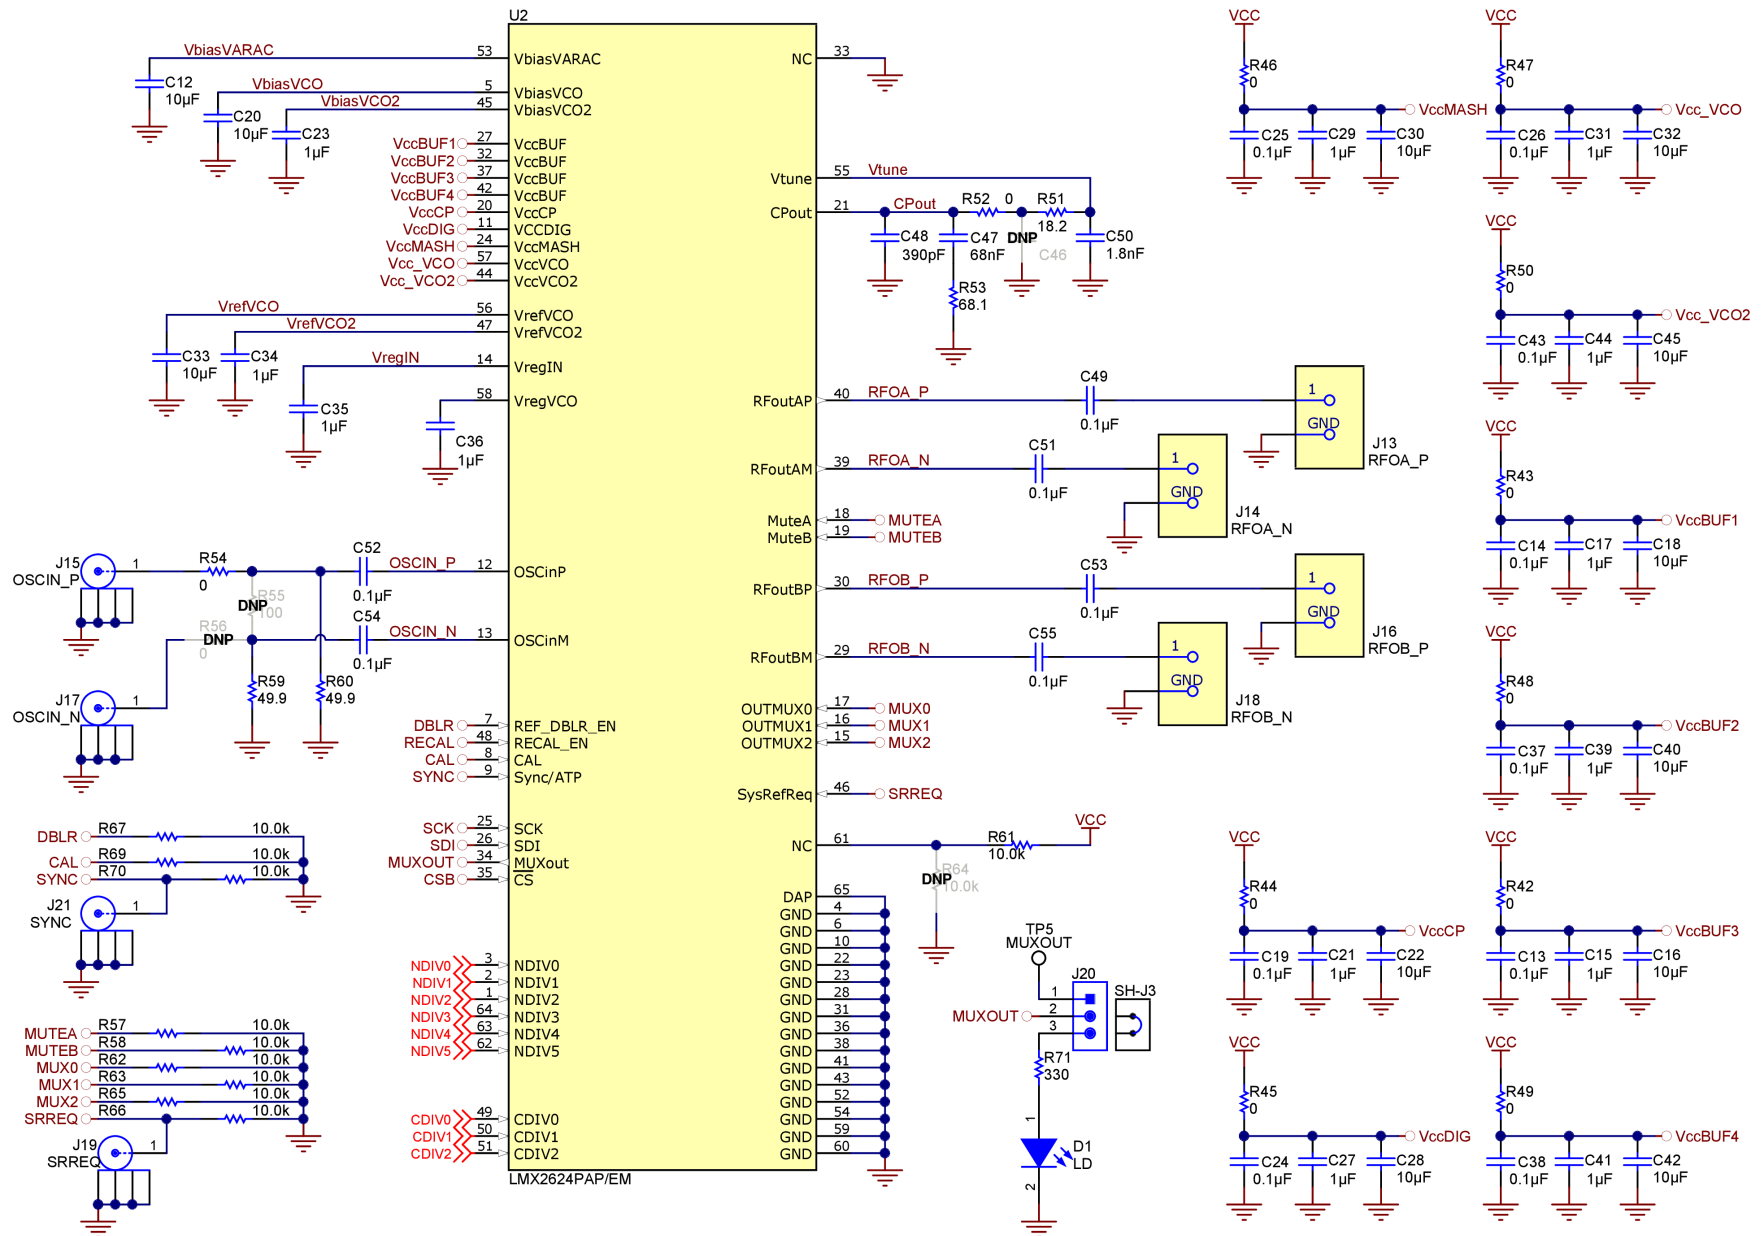 U2
VbiasVARAC 53 VbiasVARAC
C12
10µF
VbiasVCO 5 VbiasVCO
C20
10µF
VbiasVCO2 45 VbiasVCO2
C23
1µF
VccBUF1 27 VccBUF
VccBUF2 32 VccBUF
VccBUF3 37 VccBUF
VccBUF4 42 VccBUF
VccCP 20 VccCP
VccDIG 11 VCCDIG
VccMASH 24 VccMASH
Vcc_VCO 57 VccVCO
Vcc_VCO2 44 VccVCO2
VrefVCO 56 VrefVCO
VrefVCO2 47 VrefVCO2
C33
10µF
C34
1µF
VregIN 14 VregIN
C35
1µF
58 VregVCO
C36
1µF
J15
OSCIN_P
1
R54
0
C52
0.1µF
OSCIN_P 12 OSCinP
DNP
R55
100
R56
DNP
0
C54
0.1µF
OSCIN_N 13 OSCinM
J17
OSCIN_N
1
R59
49.9
R60
49.9
DBLR 7 REF_DBLR_EN
RECAL 48 RECAL_EN
CAL 8 CAL
SYNC 9 Sync/ATP
SCK 25 SCK
SDI 26 SDI
MUXOUT 34 MUXout
CSB 35 CS
DBLR R67 10.0k
CAL R69 10.0k
SYNC R70 10.0k
J21
SYNC
1
NDIV0 3 NDIV0
NDIV1 2 NDIV1
NDIV2 1 NDIV2
NDIV3 64 NDIV3
NDIV4 63 NDIV4
NDIV5 62 NDIV5
MUTEA R57 10.0k
MUTEB R58 10.0k
MUX0 R62 10.0k
MUX1 R63 10.0k
MUX2 R65 10.0k
SRREQ R66 10.0k
J19
SRREQ
1
CDIV0 49 CDIV0
CDIV1 50 CDIV1
CDIV2 51 CDIV2
LMX2624PAP/EM
NC 33
Vtune 55 Vtune
CPout 21 CPout
R52 0
R51
18.2
C48
390pF
C47
68nF
DNP
C46
C50
1.8nF
R53
68.1
RFoutAP 40 RFOA_P
C49
0.1µF
1
GND
J13
RFOA_P
RFoutAM 39 RFOA_N
C51
0.1µF
1
GND
J14
RFOA_N
MuteA 18 MUTEA
MuteB 19 MUTEB
RFoutBP 30 RFOB_P
C53
0.1µF
1
GND
J16
RFOB_P
RFoutBM 29 RFOB_N
C55
0.1µF
1
GND
J18
RFOB_N
OUTMUX0 17 MUX0
OUTMUX1 16 MUX1
OUTMUX2 15 MUX2
SysRefReq 46 SRREQ
NC 61
R61
10.0k
VCC
DNP
R64
10.0k
DAP 65
GND 4
GND 6
GND 10
GND 22
GND 23
GND 28
GND 31
GND 36
GND 38
GND 41
GND 43
GND 52
GND 54
GND 59
GND 60
TP5
MUXOUT
J20
SH-J3
1
MUXOUT 2
3
R71
330
1
D1
LD
2
VCC
R46
0
VccMASH
C25
0.1µF
C29
1µF
C30
10µF
VCC
R47
0
Vcc_VCO
C26
0.1µF
C31
1µF
C32
10µF
VCC
R50
0
Vcc_VCO2
C43
0.1µF
C44
1µF
C45
10µF
VCC
R43
0
VccBUF1
C14
0.1µF
C17
1µF
C18
10µF
VCC
R48
0
VccBUF2
C37
0.1µF
C39
1µF
C40
10µF
VCC
R44
0
VccCP
C19
0.1µF
C21
1µF
C22
10µF
VCC
R42
0
VccBUF3
C13
0.1µF
C15
1µF
C16
10µF
VCC
R45
0
VccDIG
C24
0.1µF
C27
1µF
C28
10µF
VCC
R49
0
VccBUF4
C38
0.1µF
C41
1µF
C42
10µF